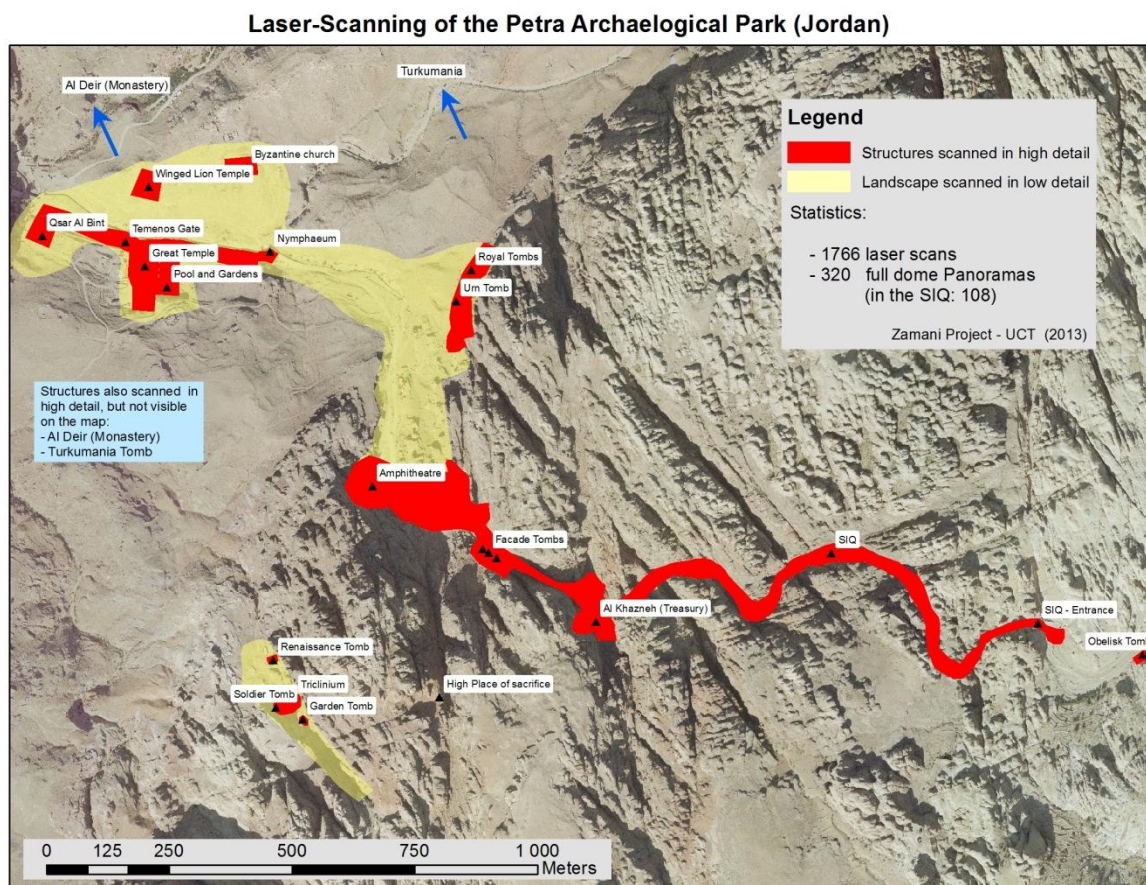 Laser-Scanning of the Petra Archaelogical Park (Jordan)
Al Deir (Monastery)
Turkumania
Legend
Structures scanned in high detail
Landscape scanned in low detail
Statistics:
- 1766 laser scans
- 320 full dome Panoramas
(in the SIQ: 108)
Zamani Project - UCT (2013)
Byzantine church
Winged Lion Temple
Qsar Al Bint
Temenos Gate
Nymphaeum
Great Temple
Pool and Gardens
Royal Tombs
Urn Tomb
Structures also scanned in
high detail, but not visible
on the map:
- Al Deir (Monastery)
- Turkumania Tomb
Amphitheatre
Facade Tombs
SIQ
Al Khazneh (Treasury)
SIQ - Entrance
Obelisk Tomb
Renaissance Tomb
Triclinium
Soldier Tomb
Garden Tomb
High Place of sacrifice
0 125 250 500 750 1 000
Meters